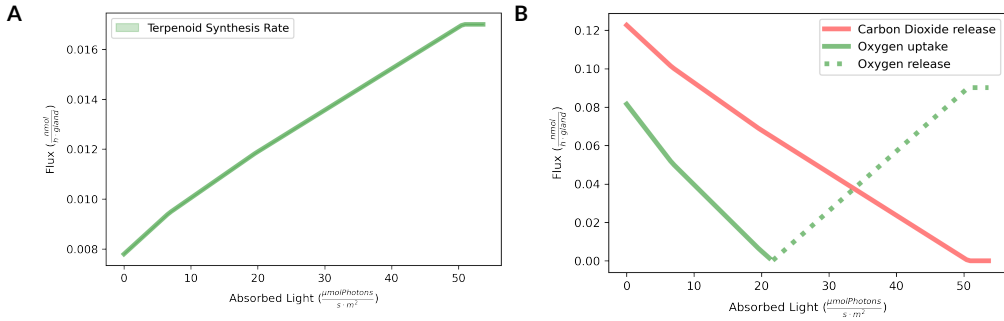 A
Terpenoid Synthesis Rate
Flux (nmol / h · gland)
0.016
0.014
0.012
0.010
0.008
0 10 20 30 40 50
Absorbed Light (μmolPhotons / s · m²)
B
Carbon Dioxide release
Oxygen uptake
Oxygen release
Flux (nmol / h · gland)
0.12
0.10
0.08
0.06
0.04
0.02
0.00
0 10 20 30 40 50
Absorbed Light (μmolPhotons / s · m²)